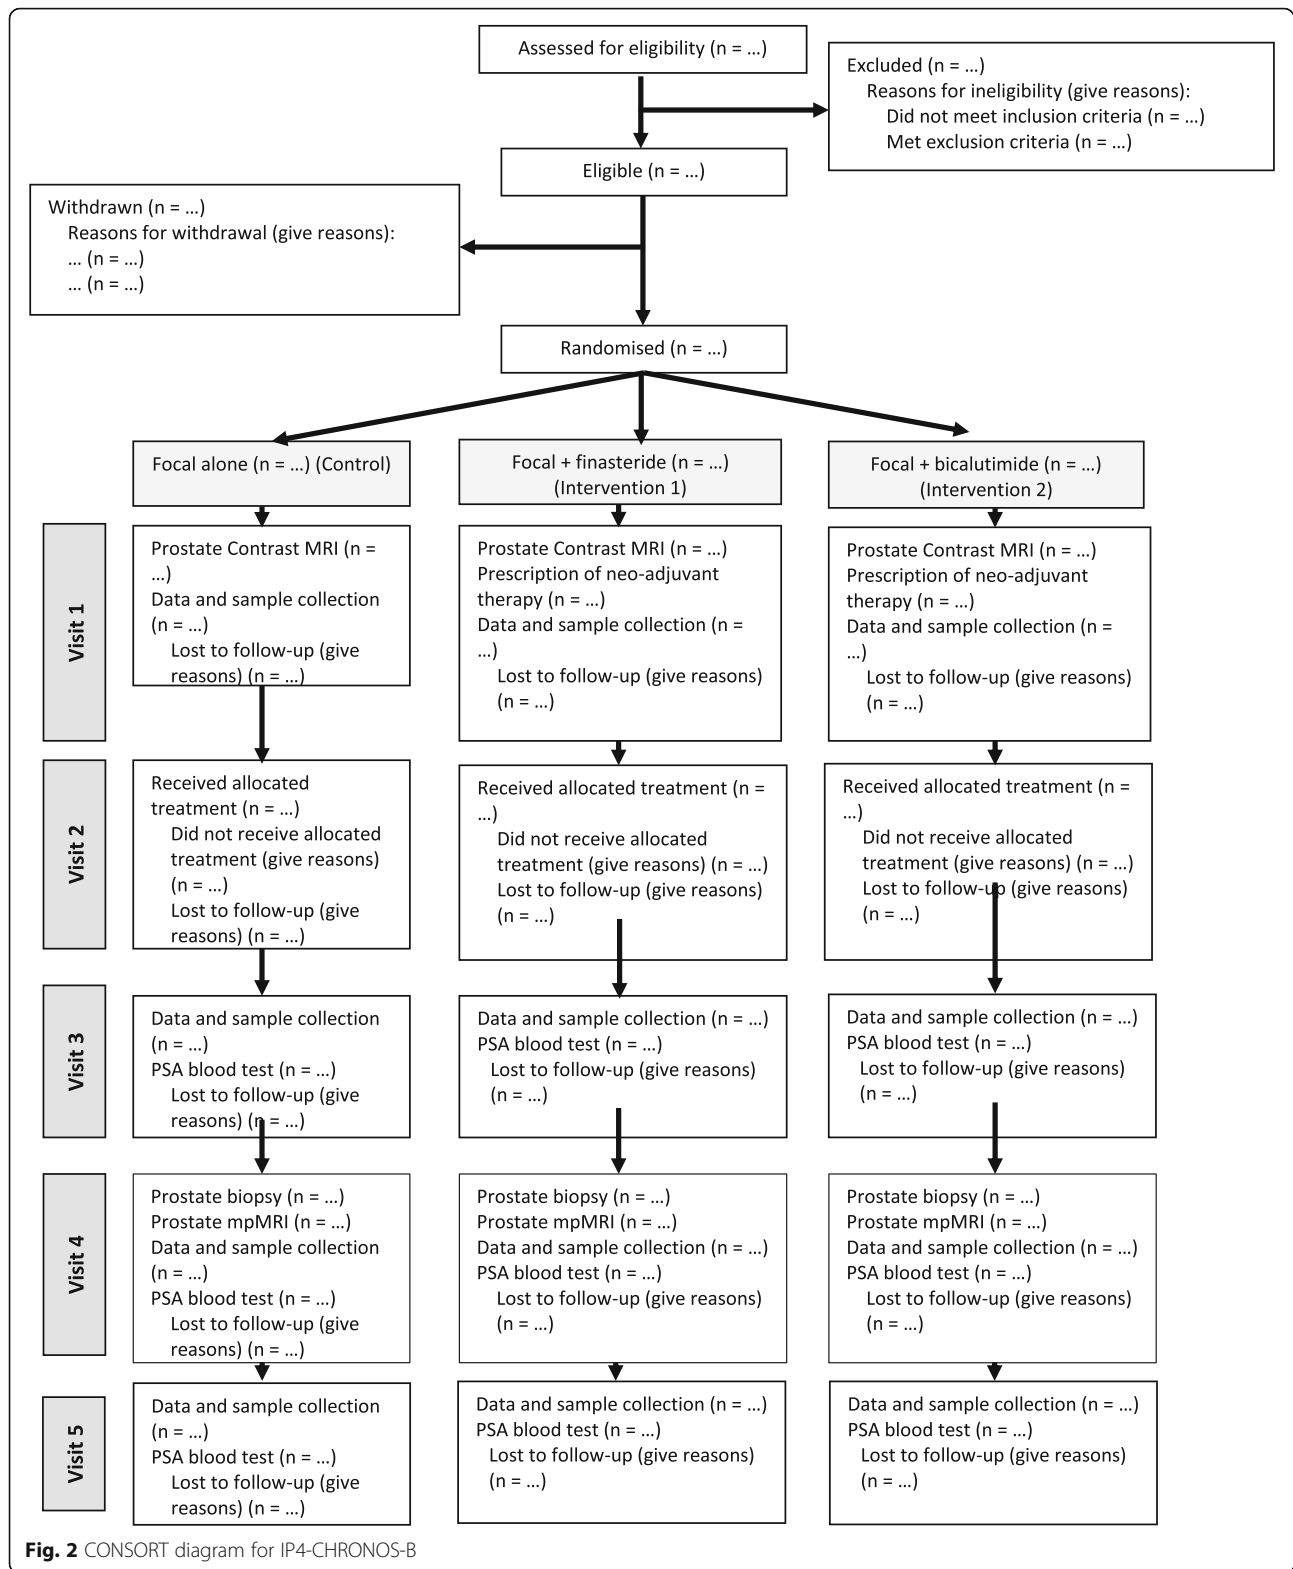 Assessed for eligibility (n = ...)
Excluded (n = ...)
Reasons for ineligibility (give reasons):
Did not meet inclusion criteria (n = ...)
Met exclusion criteria (n = ...)
Eligible (n = ...)
Withdrawn (n = ...)
Reasons for withdrawal (give reasons):
... (n = ...)
... (n = ...)
Randomised (n = ...)
Focal alone (n = ...) (Control)
Focal + finasteride (n = ...)
(Intervention 1)
Focal + bicalutimide (n = ...)
(Intervention 2)
Visit 1
Prostate Contrast MRI (n =
...)
Data and sample collection
(n = ...)
Lost to follow-up (give
reasons) (n = ...)
Prostate Contrast MRI (n = ...)
Prescription of neo-adjuvant
therapy (n = ...)
Data and sample collection (n =
...)
Lost to follow-up (give reasons)
(n = ...)
Prostate Contrast MRI (n = ...)
Prescription of neo-adjuvant
therapy (n = ...)
Data and sample collection (n =
...)
Lost to follow-up (give reasons)
(n = ...)
Visit 2
Received allocated
treatment (n = ...)
Did not receive allocated
treatment (give reasons)
(n = ...)
Lost to follow-up (give
reasons) (n = ...)
Received allocated treatment (n =
...)
Did not receive allocated
treatment (give reasons) (n = ...)
Lost to follow-up (give reasons)
(n = ...)
Received allocated treatment (n =
...)
Did not receive allocated
treatment (give reasons) (n = ...)
Lost to follow-up (give reasons)
(n = ...)
Visit 3
Data and sample collection
(n = ...)
PSA blood test (n = ...)
Lost to follow-up (give
reasons) (n = ...)
Data and sample collection (n = ...)
PSA blood test (n = ...)
Lost to follow-up (give reasons)
(n = ...)
Data and sample collection (n = ...)
PSA blood test (n = ...)
Lost to follow-up (give reasons)
(n = ...)
Visit 4
Prostate biopsy (n = ...)
Prostate mpMRI (n = ...)
Data and sample collection
(n = ...)
PSA blood test (n = ...)
Lost to follow-up (give
reasons) (n = ...)
Prostate biopsy (n = ...)
Prostate mpMRI (n = ...)
Data and sample collection (n = ...)
PSA blood test (n = ...)
Lost to follow-up (give reasons)
(n = ...)
Prostate biopsy (n = ...)
Prostate mpMRI (n = ...)
Data and sample collection (n = ...)
PSA blood test (n = ...)
Lost to follow-up (give reasons)
(n = ...)
Visit 5
Data and sample collection
(n = ...)
PSA blood test (n = ...)
Lost to follow-up (give
reasons) (n = ...)
Data and sample collection (n = ...)
PSA blood test (n = ...)
Lost to follow-up (give reasons)
(n = ...)
Data and sample collection (n = ...)
PSA blood test (n = ...)
Lost to follow-up (give reasons)
(n = ...)
Fig. 2 CONSORT diagram for IP4-CHRONOS-B